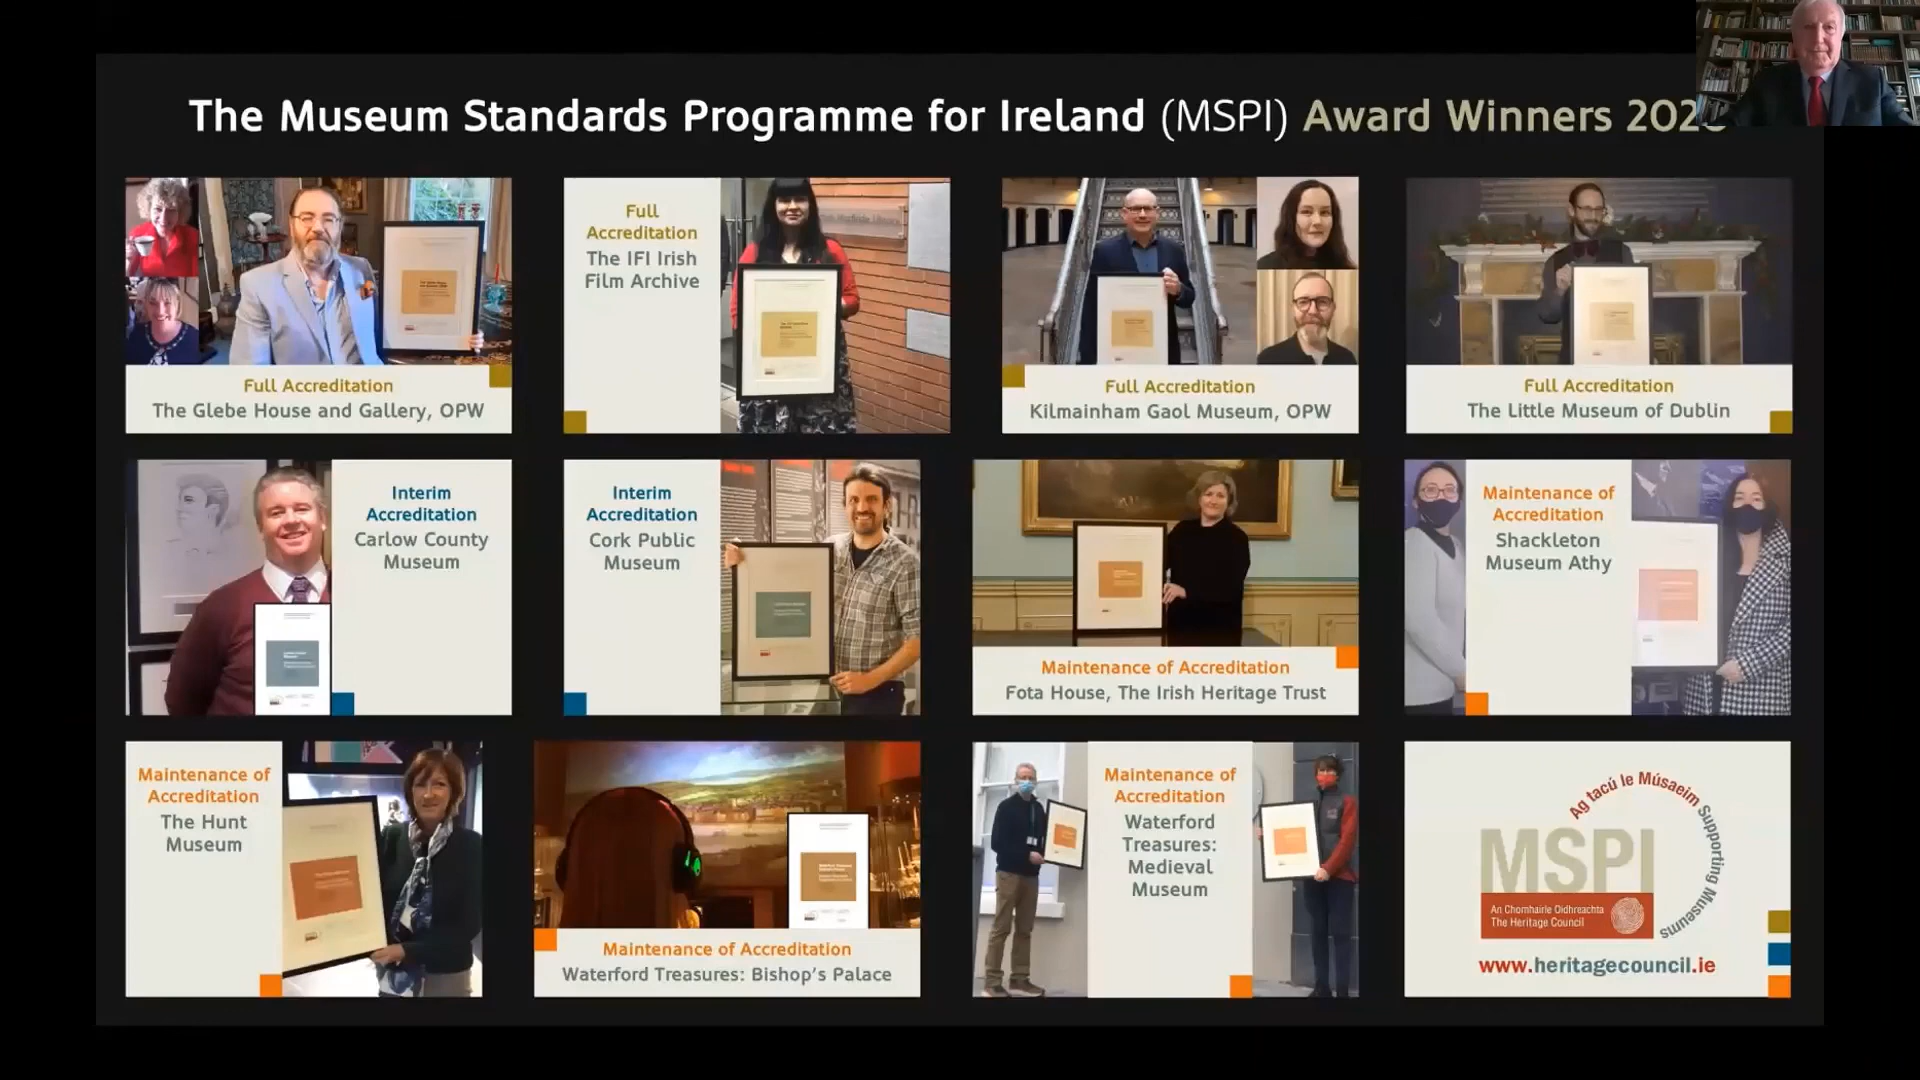 The Museum Standards Programme for Ireland (MSPI) Award Winners
Full Accreditation
The Glebe House and Gallery, OPW
Full
Accreditation
The IFI Irish
Film Archive
Full Accreditation
Kilmainham Gaol Museum, OPW
Full Accreditation
The Little Museum of Dublin
Interim
Accreditation
Carlow County
Museum
Interim
Accreditation
Cork Public
Museum
Maintenance of Accreditation
Fota House, The Irish Heritage Trust
Maintenance of
Accreditation
Shackleton
Museum Athy
Maintenance of
Accreditation
The Hunt
Museum
Maintenance of Accreditation
Waterford Treasures: Bishop's Palace
Maintenance of
Accreditation
Waterford
Treasures:
Medieval
Museum
Ag tacú le Músaeim Supporting Museums
MSPI
An Chomhairle Oidhreachta
The Heritage Council
www.heritagecouncil.ie